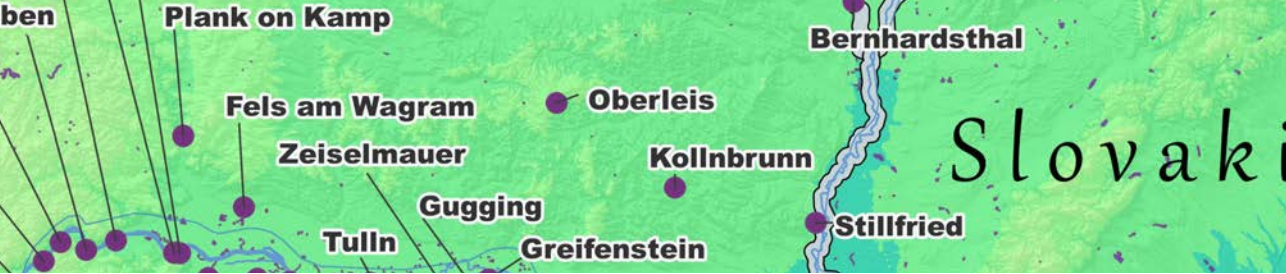 ben
Plank on Kamp
Bernhardsthal
Fels am Wagram
Oberleis
Zeiselmauer
Kollnbrunn
Slovaki
Gugging
Stillfried
Tulln
Greifenstein